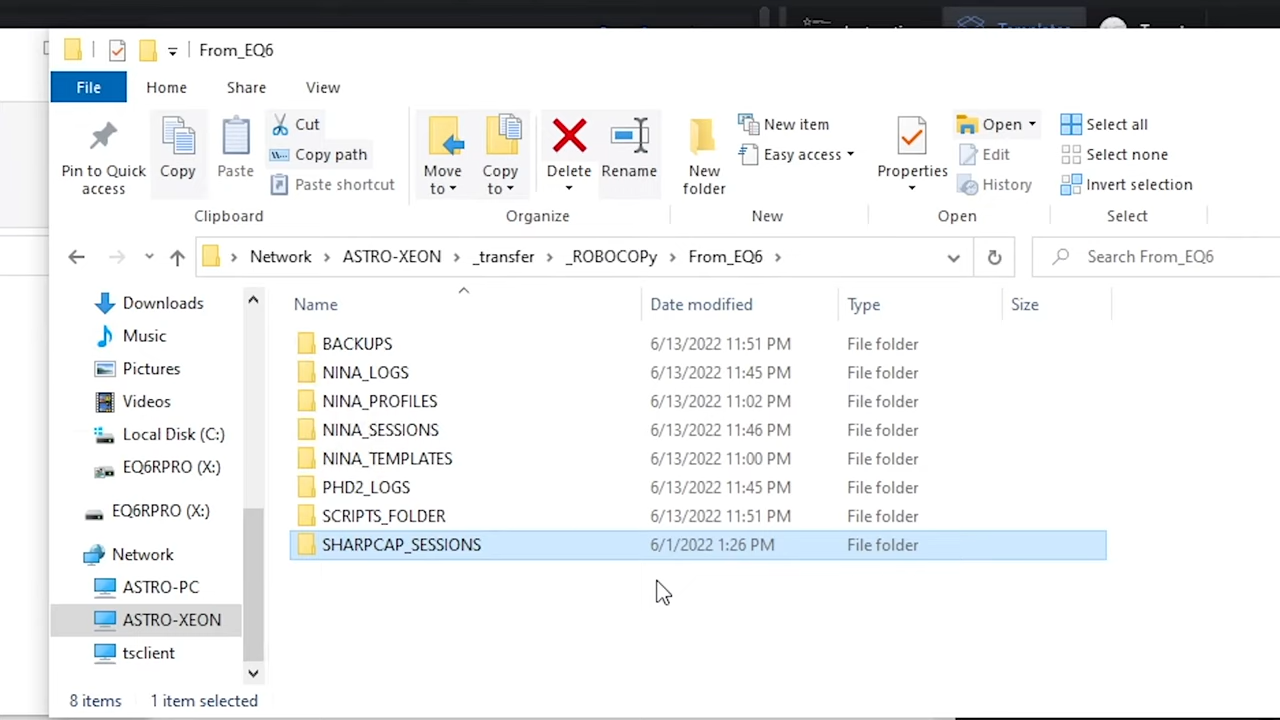 From_EQ6
File Home Share View
Pin to Quick access
Copy
Paste
Cut
Copy path
Paste shortcut
Clipboard
Move to
Copy to
Delete
Rename
Organize
New folder
New item
Easy access
New
Properties
Open
Edit
History
Open
Select all
Select none
Invert selection
Select
Network ASTRO-XEON _transfer _ROBOCOPy From_EQ6
Search From_EQ6
Downloads
Music
Pictures
Videos
Local Disk (C:)
EQ6RPRO (X:)
EQ6RPRO (X:)
Network
ASTRO-PC
ASTRO-XEON
tsclient
Name Date modified Type Size
BACKUPS 6/13/2022 11:51 PM File folder
NINA_LOGS 6/13/2022 11:45 PM File folder
NINA_PROFILES 6/13/2022 11:02 PM File folder
NINA_SESSIONS 6/13/2022 11:46 PM File folder
NINA_TEMPLATES 6/13/2022 11:00 PM File folder
PHD2_LOGS 6/13/2022 11:45 PM File folder
SCRIPTS_FOLDER 6/13/2022 11:51 PM File folder
SHARPCAP_SESSIONS 6/1/2022 1:26 PM File folder
8 items 1 item selected